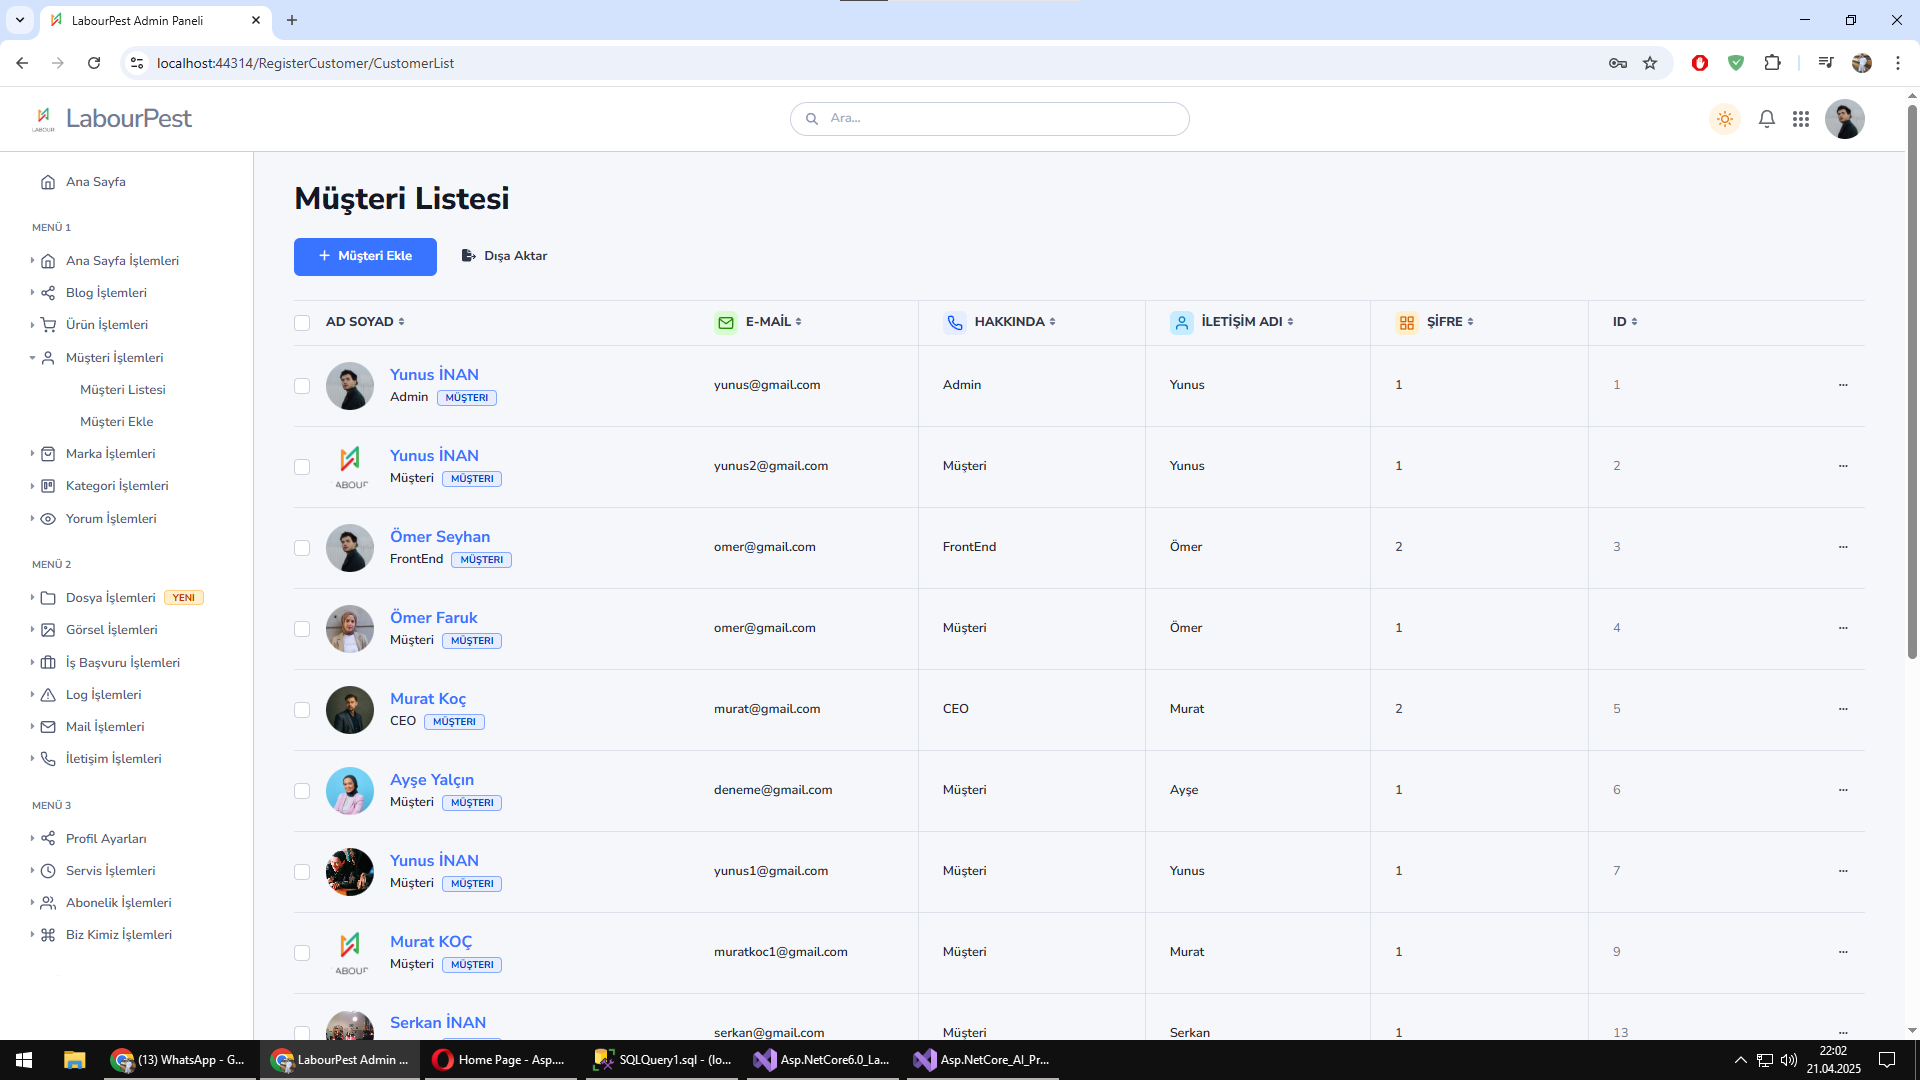 LabourPest Admin Paneli
localhost:44314/RegisterCustomer/CustomerList
LABOUR
LabourPest
Ara...
Ana Sayfa
MENÜ 1
Ana Sayfa İşlemleri
Blog İşlemleri
Ürün İşlemleri
Müşteri İşlemleri
Müşteri Listesi
Müşteri Ekle
Marka İşlemleri
Kategori İşlemleri
Yorum İşlemleri
MENÜ 2
Dosya İşlemleri YENI
Görsel İşlemleri
İş Başvuru İşlemleri
Log İşlemleri
Mail İşlemleri
İletişim İşlemleri
MENÜ 3
Profil Ayarları
Servis İşlemleri
Abonelik İşlemleri
Biz Kimiz İşlemleri
Müşteri Listesi
+ Müşteri Ekle Dışa Aktar
AD SOYAD E-MAİL HAKKINDA İLETİŞİM ADI ŞİFRE ID
Yunus İNAN
Admin MÜŞTERI yunus@gmail.com Admin Yunus 1 1 ...
Yunus İNAN
ABOUR Müşteri MÜŞTERI yunus2@gmail.com Müşteri Yunus 1 2 ...
Ömer Seyhan
FrontEnd MÜŞTERI omer@gmail.com FrontEnd Ömer 2 3 ...
Ömer Faruk
Müşteri MÜŞTERI omer@gmail.com Müşteri Ömer 1 4 ...
Murat Koç
CEO MÜŞTERI murat@gmail.com CEO Murat 2 5 ...
Ayşe Yalçın
Müşteri MÜŞTERI deneme@gmail.com Müşteri Ayşe 1 6 ...
Yunus İNAN
Müşteri MÜŞTERI yunus1@gmail.com Müşteri Yunus 1 7 ...
Murat KOÇ
ABOUR Müşteri MÜŞTERI muratkoc1@gmail.com Müşteri Murat 1 9 ...
Serkan İNAN
serkan@gmail.com Müşteri Serkan 1 13 ...
(13) WhatsApp - G... LabourPest Admin ... Home Page - Asp.... SQLQuery1.sql - (lo... Asp.NetCore6.0_La... Asp.NetCore_AI_Pr...
22:02
21.04.2025